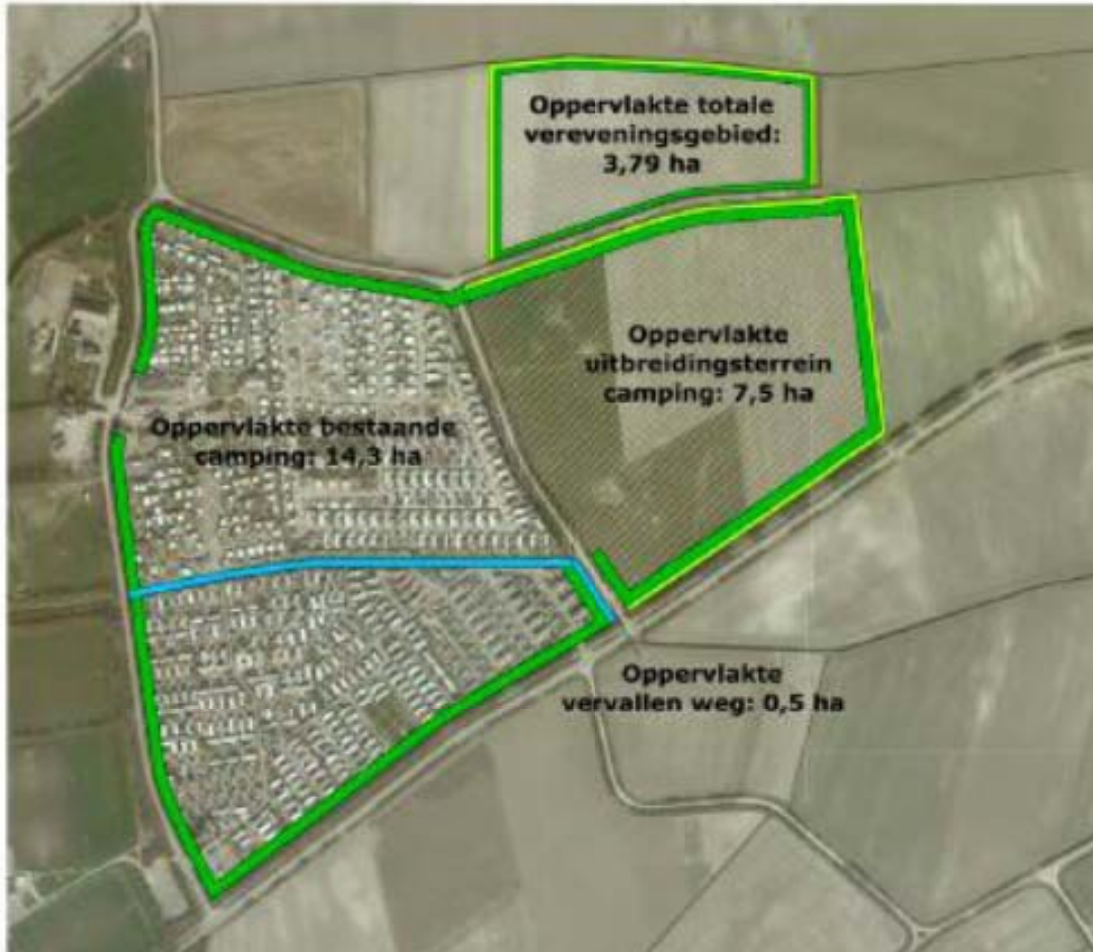 Oppervlakte totale
vereveningsgebied:
3,79 ha
Oppervlakte
uitbreidingsterrein
camping: 7,5 ha
Oppervlakte bestaande
camping: 14,3 ha
Oppervlakte
vervallen weg: 0,5 ha